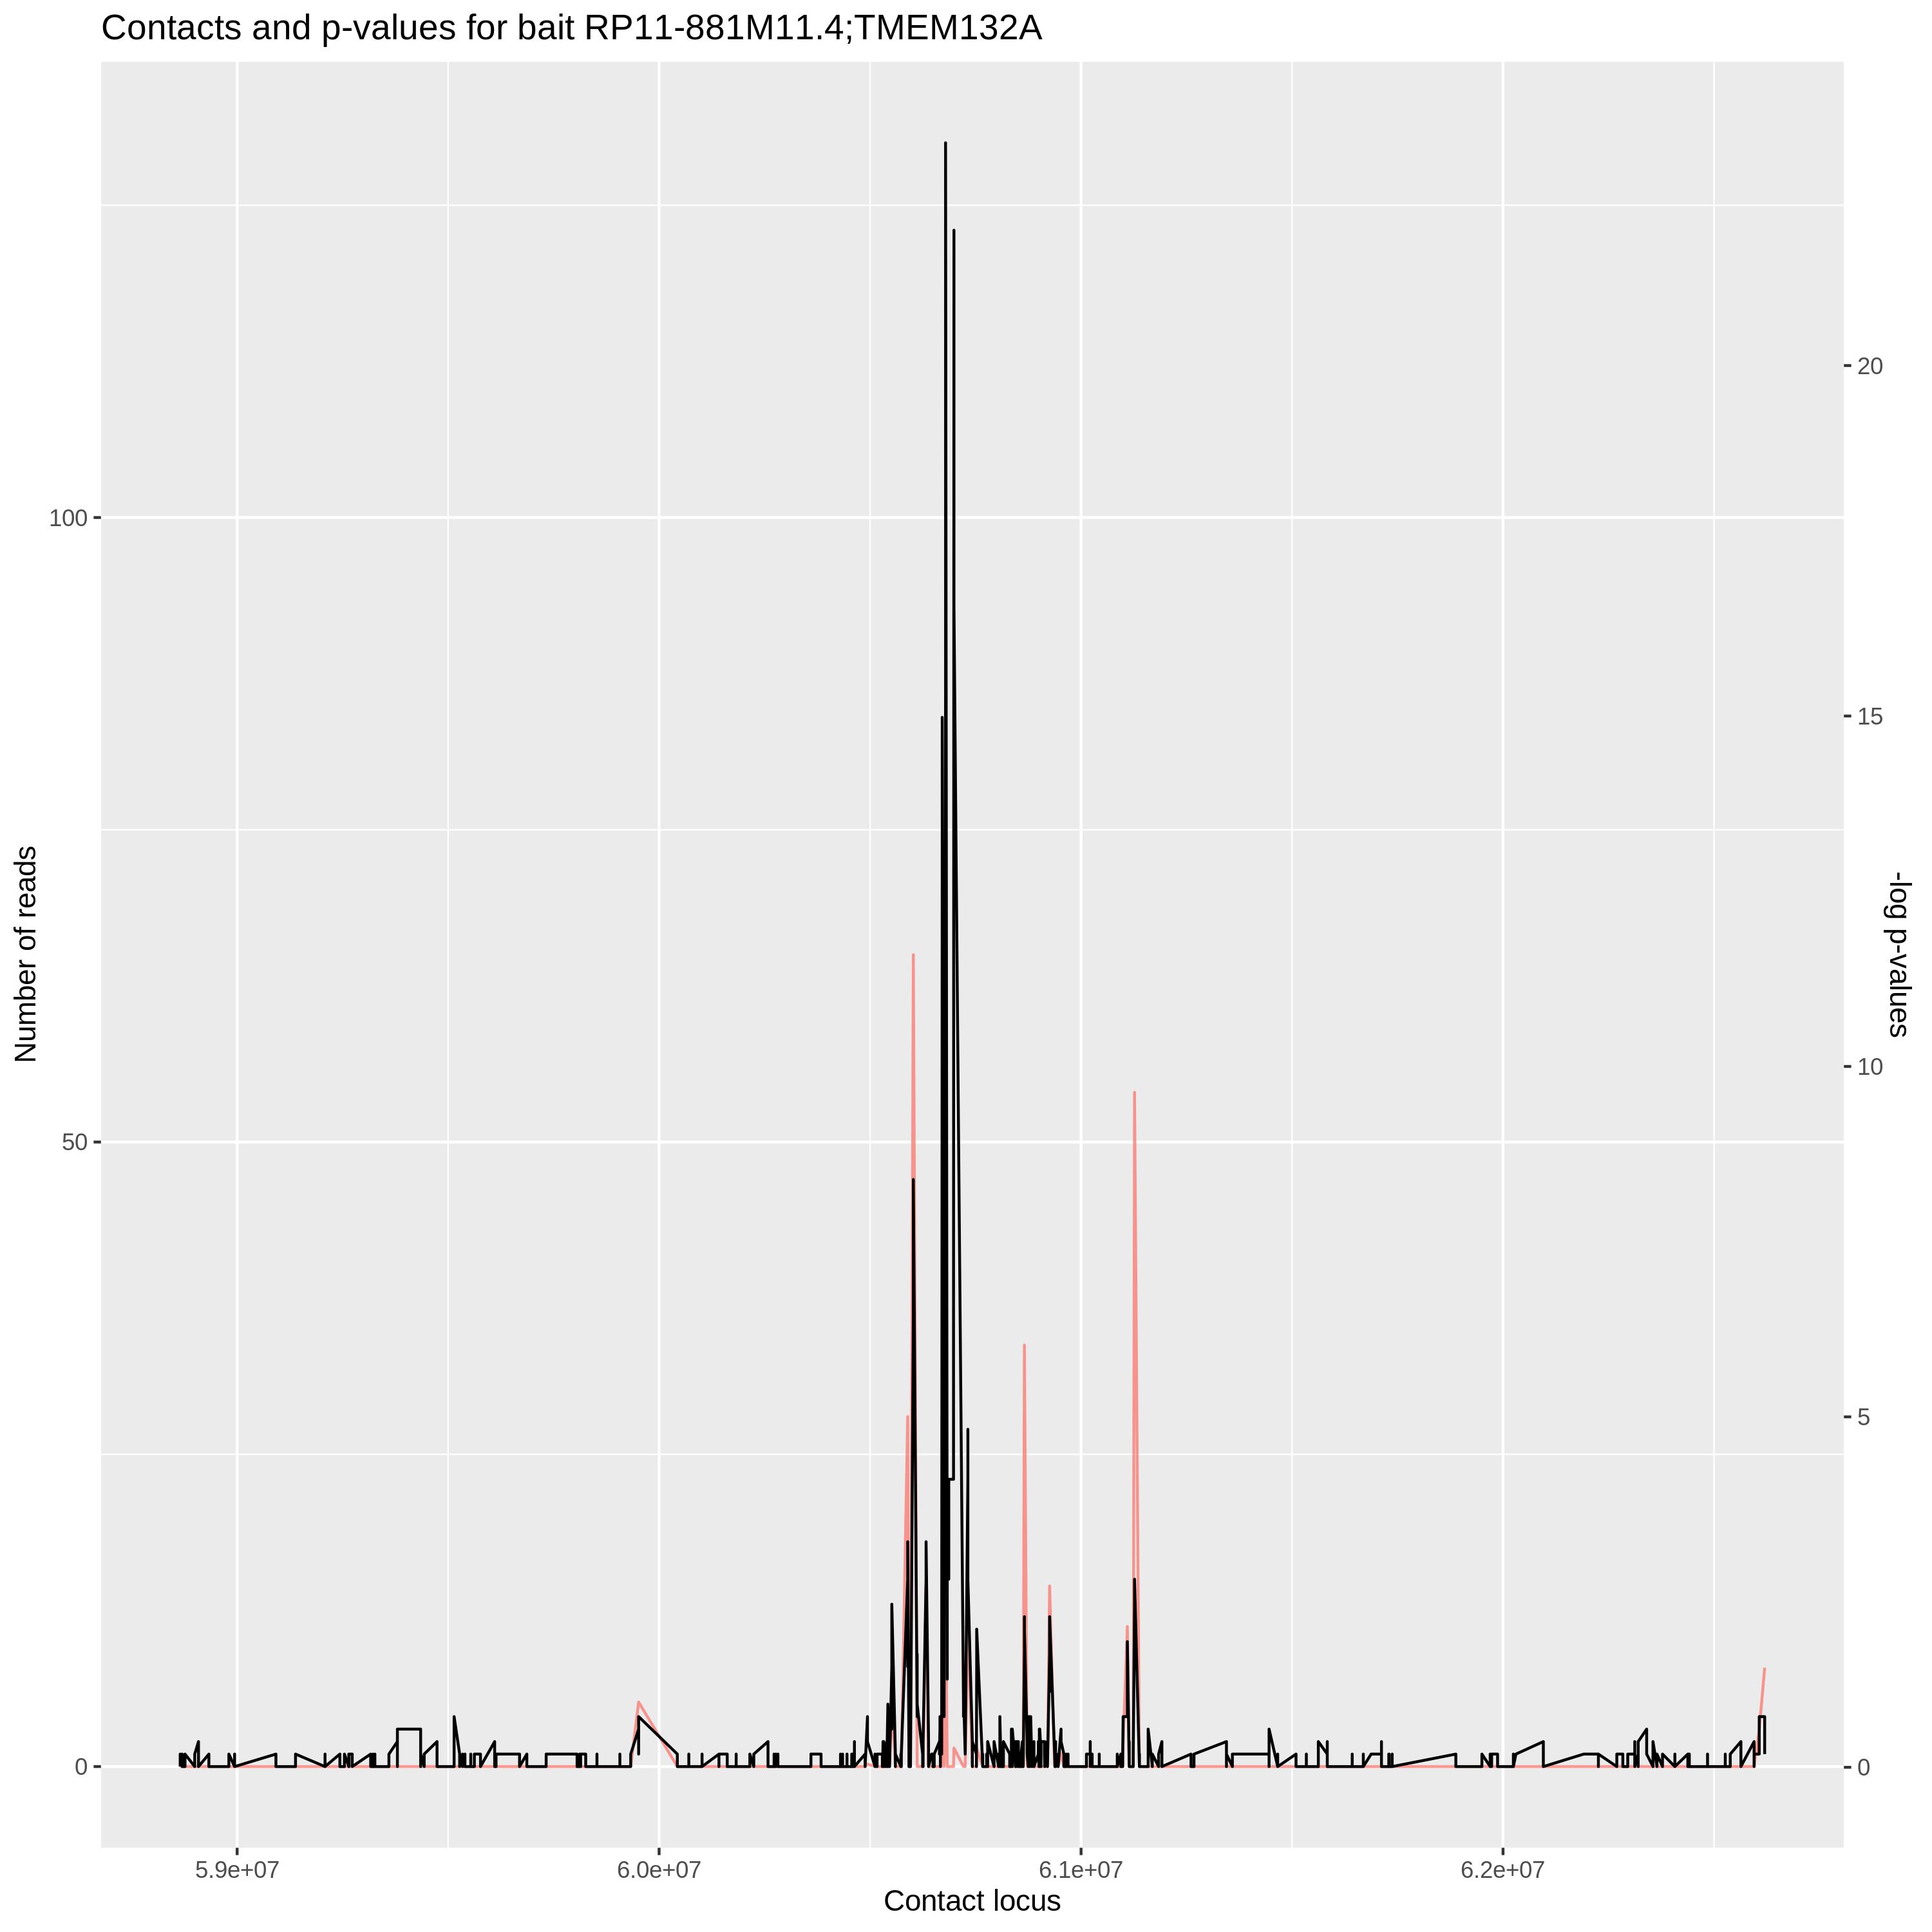 Contacts and p-values for bait RP11-881M11.4;TMEM132A
Number of reads
100
50
0
20
15
10
5
0
-log p-values
5.9e+07
6.0e+07
6.1e+07
6.2e+07
Contact locus